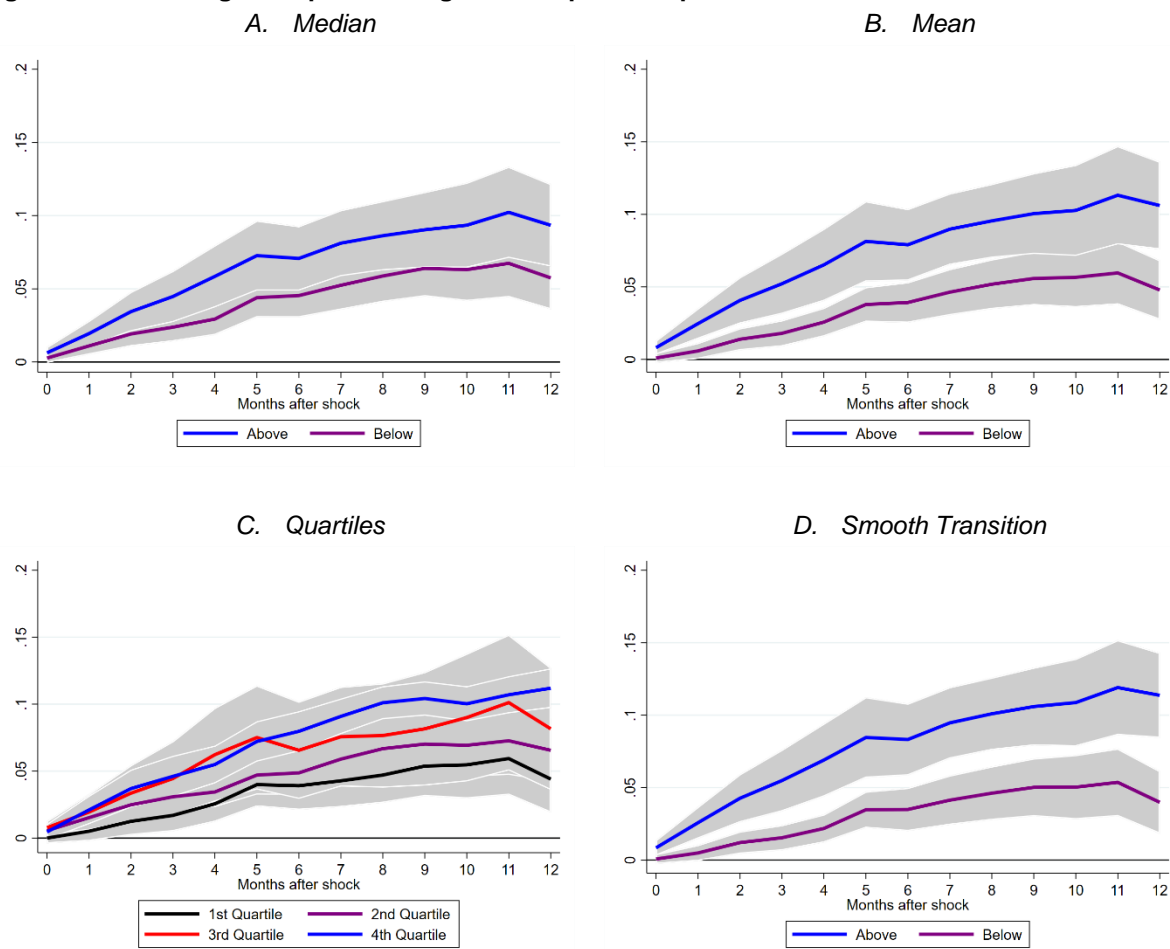 A. Median
B. Mean
.2
.15
.1
.05
0
0 1 2 3 4 5 6 7 8 9 10 11 12
Months after shock
Above Below
.2
.15
.1
.05
0
0 1 2 3 4 5 6 7 8 9 10 11 12
Months after shock
Above Below
C. Quartiles
D. Smooth Transition
.2
.15
.1
.05
0
0 1 2 3 4 5 6 7 8 9 10 11 12
Months after shock
1st Quartile 2nd Quartile
3rd Quartile 4th Quartile
.2
.15
.1
.05
0
0 1 2 3 4 5 6 7 8 9 10 11 12
Months after shock
Above Below